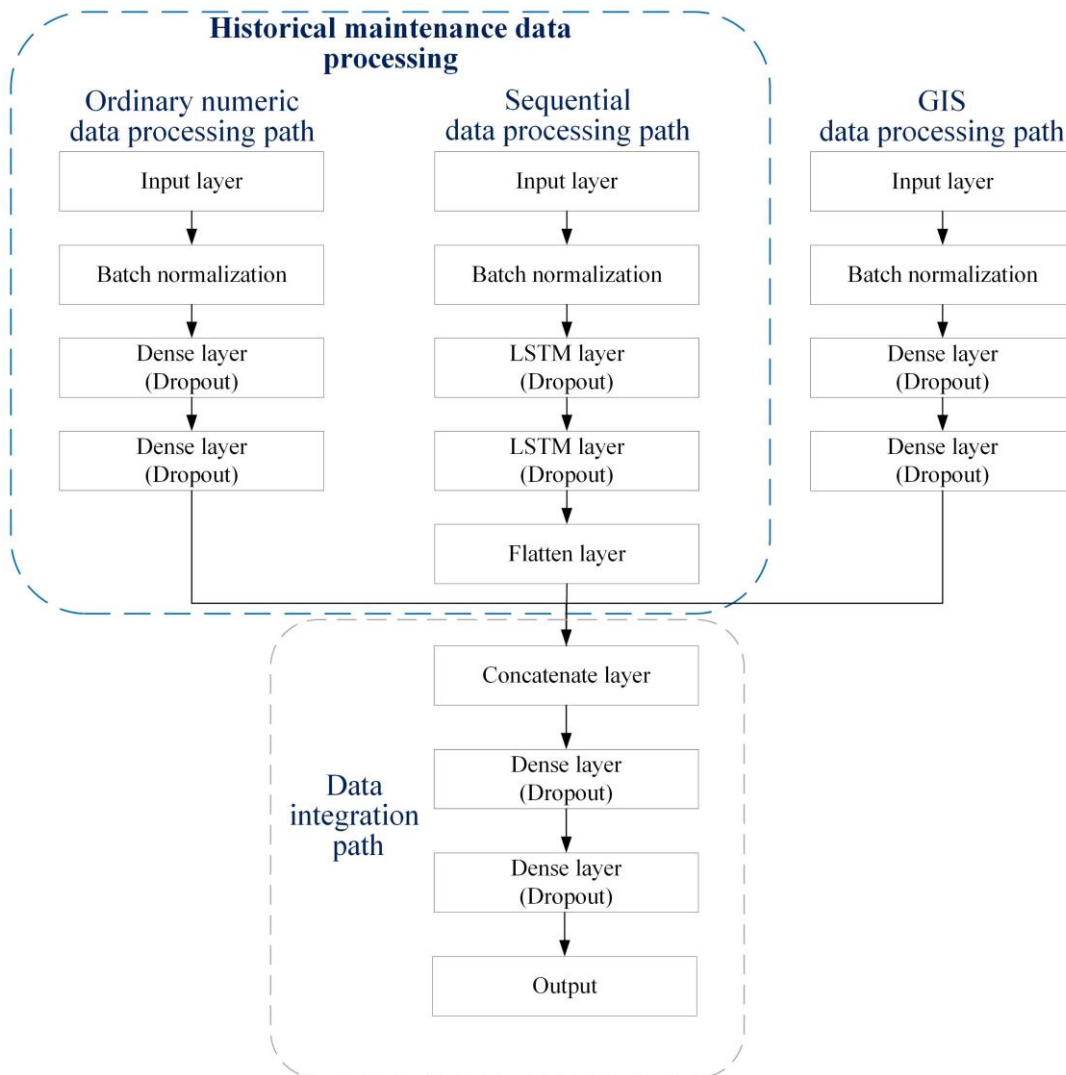 Historical maintenance data
processing
Ordinary numeric
data processing path
Input layer
Batch normalization
Dense layer
(Dropout)
Dense layer
(Dropout)
Sequential
data processing path
Input layer
Batch normalization
LSTM layer
(Dropout)
LSTM layer
(Dropout)
Flatten layer
GIS
data processing path
Input layer
Batch normalization
Dense layer
(Dropout)
Dense layer
(Dropout)
Data
integration
path
Concatenate layer
Dense layer
(Dropout)
Dense layer
(Dropout)
Output